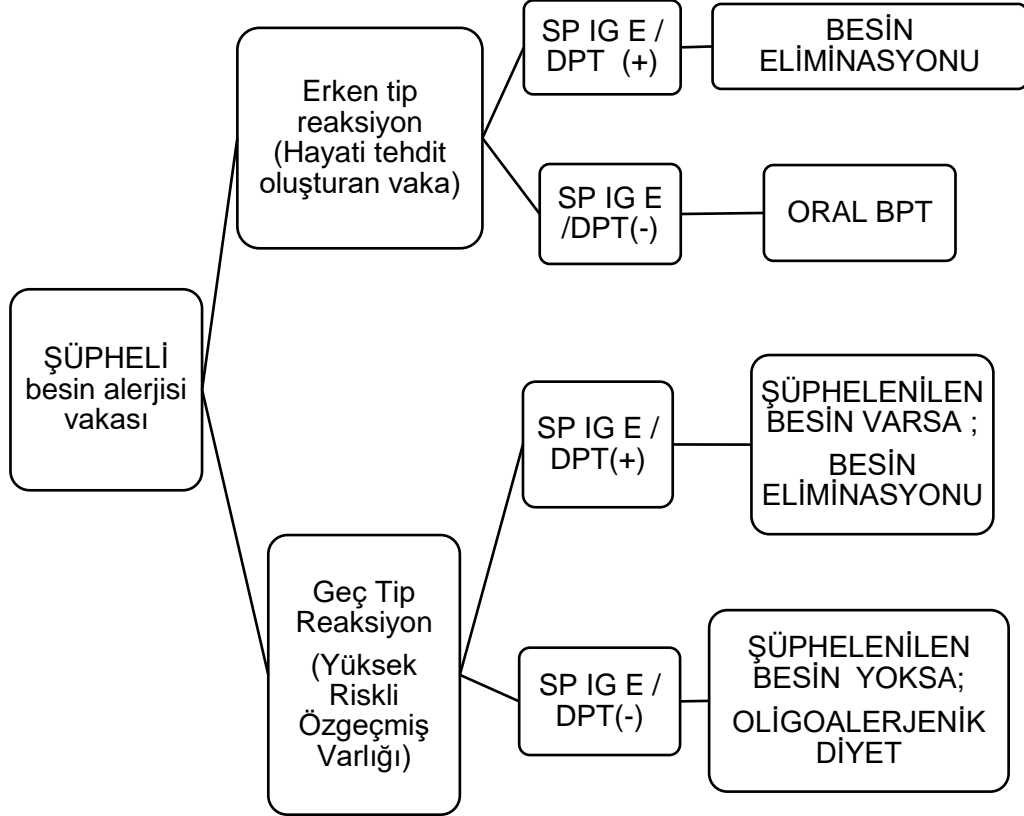 ŞÜPHELİ
besin alerjisi
vakası
Erken tip
reaksiyon
(Hayati tehdit
oluşturan vaka)
SP IG E /
DPT (+)
BESİN
ELİMİNASYONU
SP IG E
/DPT(-)
ORAL BPT
Geç Tip
Reaksiyon
(Yüksek
Riskli
Özgeçmiş
Varlığı)
SP IG E /
DPT(+)
ŞÜPHELENİLEN
BESİN VARSA ;
BESİN
ELİMİNASYONU
SP IG E /
DPT(-)
ŞÜPHELENİLEN
BESİN YOKSA;
OLİGOALERJENİK
DİYET